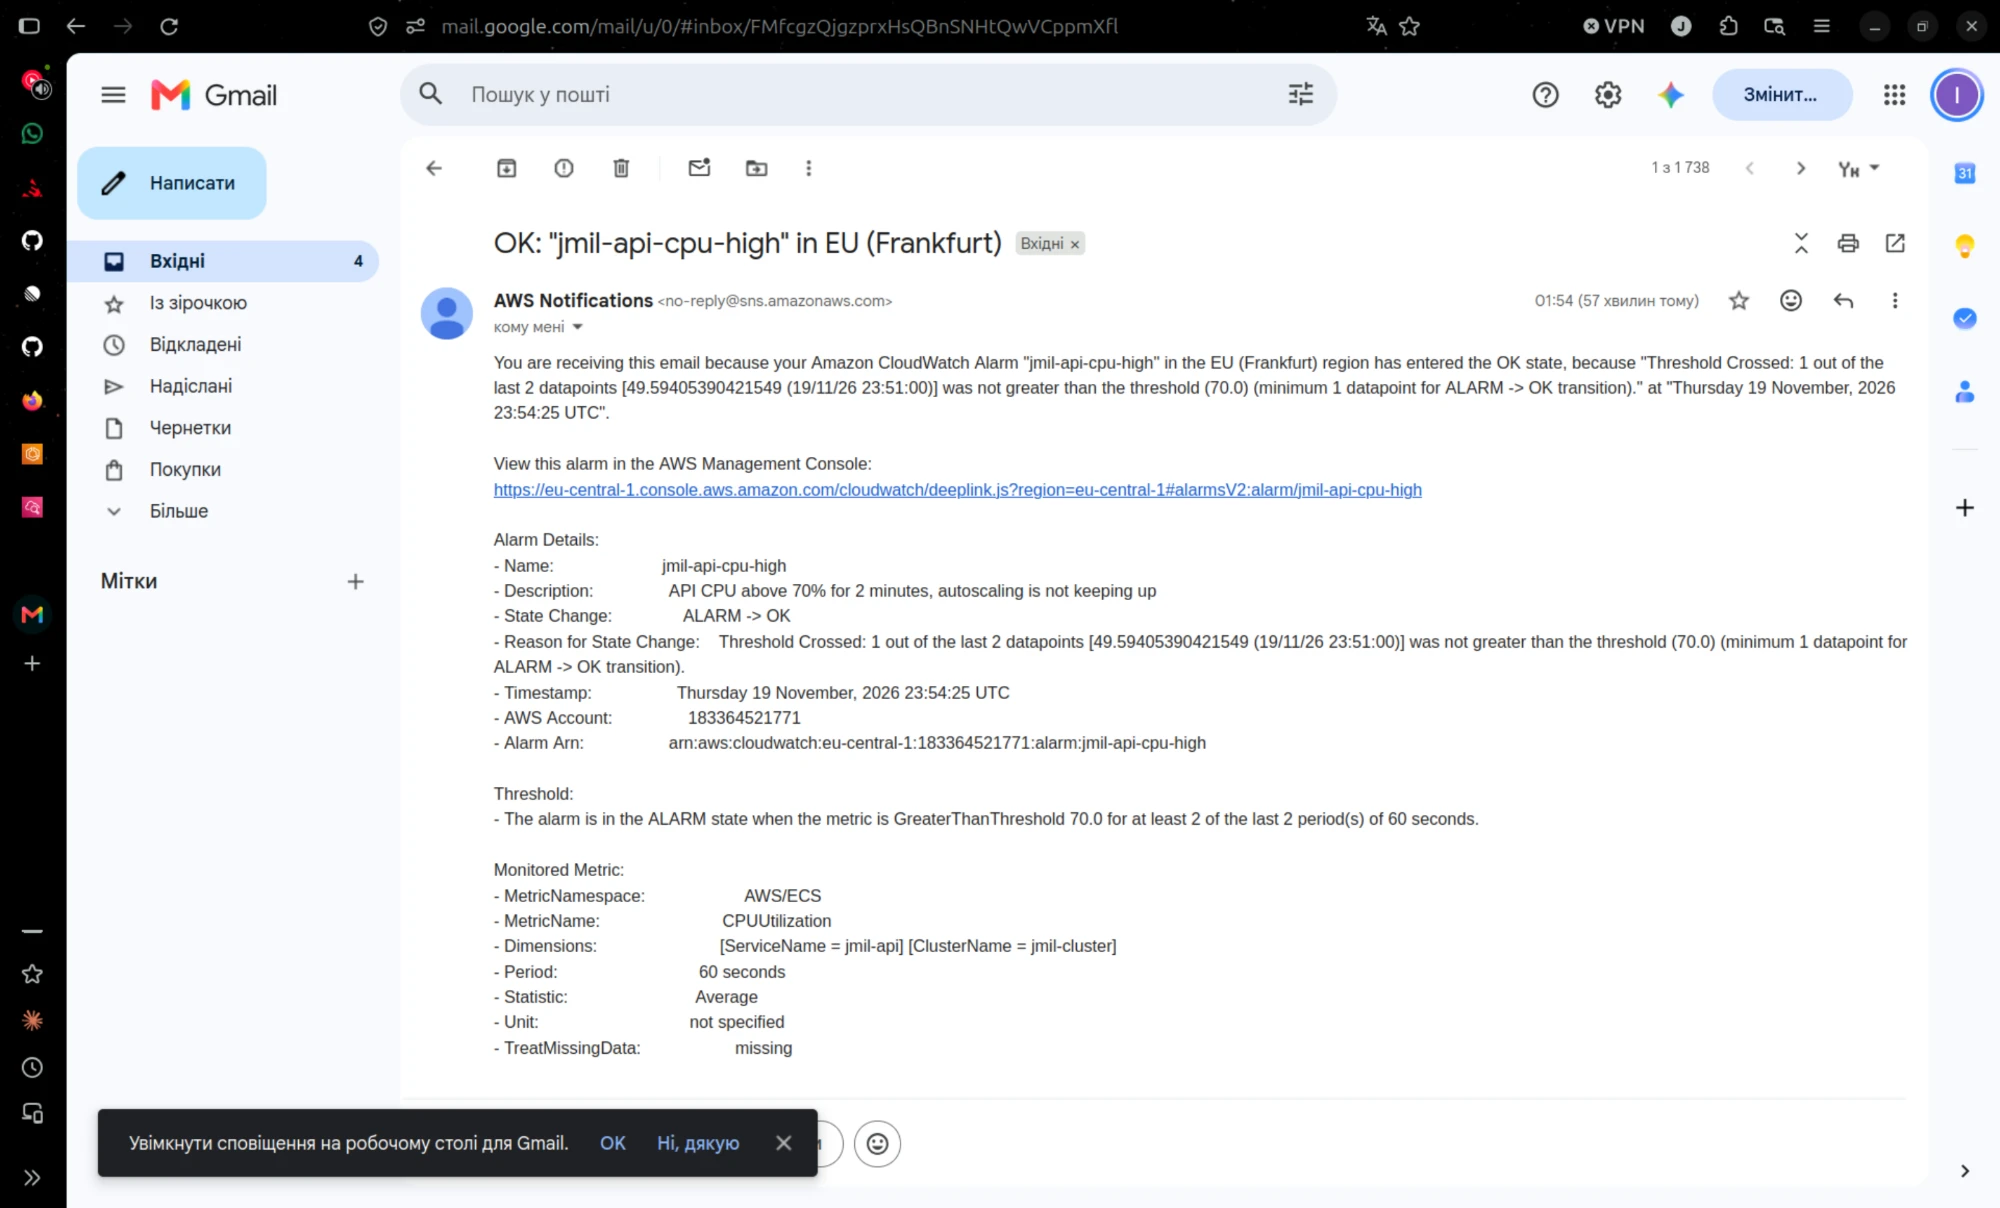 mail.google.com/mail/u/0/#inbox/FMfcgzQjgzprxHsQBnSNHtQwVCppmXfl
VPN
J
Gmail
Пошук у пошті
Змінит...
I
Написати
1 з 1 738
Ун
31
Вхідні 4
Із зірочкою
Відкладені
Надіслані
Чернетки
Покупки
Більше
Мітки
OK: "jmil-api-cpu-high" in EU (Frankfurt) Вхідні ×
AWS Notifications <no-reply@sns.amazonaws.com> 01:54 (57 хвилин тому)
кому мені
You are receiving this email because your Amazon CloudWatch Alarm "jmil-api-cpu-high" in the EU (Frankfurt) region has entered the OK state, because "Threshold Crossed: 1 out of the
last 2 datapoints [49.59405390421549 (19/11/26 23:51:00)] was not greater than the threshold (70.0) (minimum 1 datapoint for ALARM -> OK transition)." at "Thursday 19 November, 2026
23:54:25 UTC".
View this alarm in the AWS Management Console:
https://eu-central-1.console.aws.amazon.com/cloudwatch/deeplink.js?region=eu-central-1#alarmsV2:alarm/jmil-api-cpu-high
Alarm Details:
- Name: jmil-api-cpu-high
- Description: API CPU above 70% for 2 minutes, autoscaling is not keeping up
- State Change: ALARM -> OK
- Reason for State Change: Threshold Crossed: 1 out of the last 2 datapoints [49.59405390421549 (19/11/26 23:51:00)] was not greater than the threshold (70.0) (minimum 1 datapoint for
ALARM -> OK transition).
- Timestamp: Thursday 19 November, 2026 23:54:25 UTC
- AWS Account: 183364521771
- Alarm Arn: arn:aws:cloudwatch:eu-central-1:183364521771:alarm:jmil-api-cpu-high
Threshold:
- The alarm is in the ALARM state when the metric is GreaterThanThreshold 70.0 for at least 2 of the last 2 period(s) of 60 seconds.
Monitored Metric:
- MetricNamespace: AWS/ECS
- MetricName: CPUUtilization
- Dimensions: [ServiceName = jmil-api] [ClusterName = jmil-cluster]
- Period: 60 seconds
- Statistic: Average
- Unit: not specified
- TreatMissingData: missing
Увімкнути сповіщення на робочому столі для Gmail. OK Ні, дякую